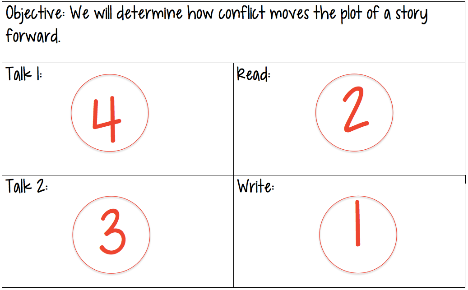 Objective: We will determine how conflict moves the plot of a story
forward.
Talk 1:
4
Read:
2
Talk 2:
3
Write:
1